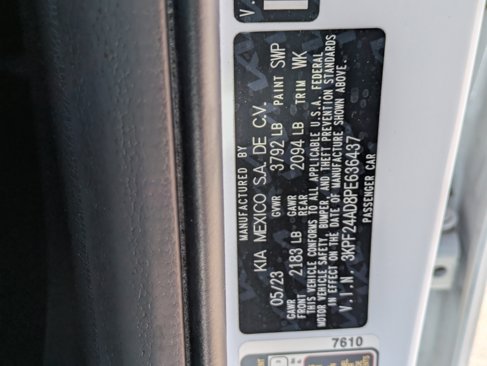 MANUFACTURED BY
KIA MEXICO S.A. DE C.V.
05/23 GVWR 3792 LB PAINT SWP
GAWR FRONT 2183 LB GAWR REAR 2094 LB TRIM WK
THIS VEHICLE CONFORMS TO ALL APPLICABLE U.S.A. FEDERAL
MOTOR VEHICLE SAFETY, BUMPER, AND THEFT PREVENTION STANDARDS
IN EFFECT ON THE DATE OF MANUFACTURE SHOWN ABOVE.
V.I.N. 3KPF24AD8PE636437
PASSENGER CAR
7610